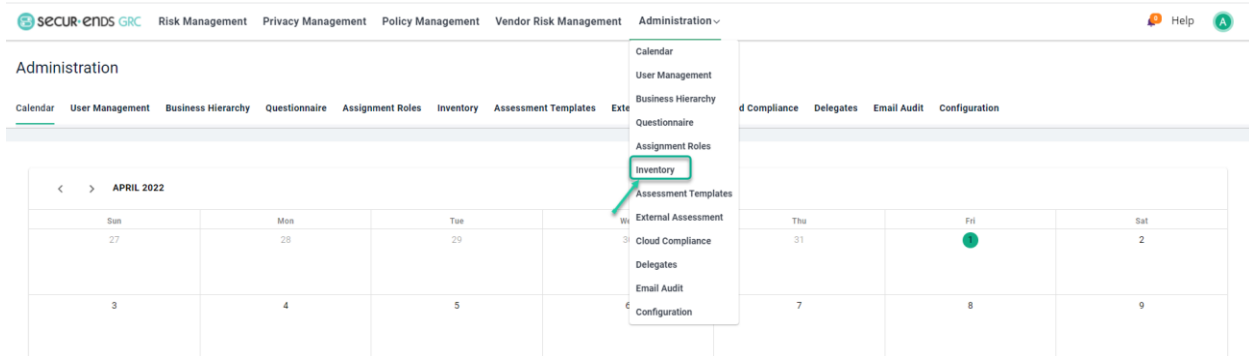 secur·ends GRC Risk Management Privacy Management Policy Management Vendor Risk Management Administration 0 Help A
Calendar
User Management
Business Hierarchy
Questionnaire
Assignment Roles
Inventory
Assessment Templates
External Assessment
Cloud Compliance
Delegates
Email Audit
Configuration
Administration
Calendar User Management Business Hierarchy Questionnaire Assignment Roles Inventory Assessment Templates Exte d Compliance Delegates Email Audit Configuration
APRIL 2022
Sun Mon Tue We Thu Fri Sat
27 28 29 31 1 2
3 4 5 6 7 8 9